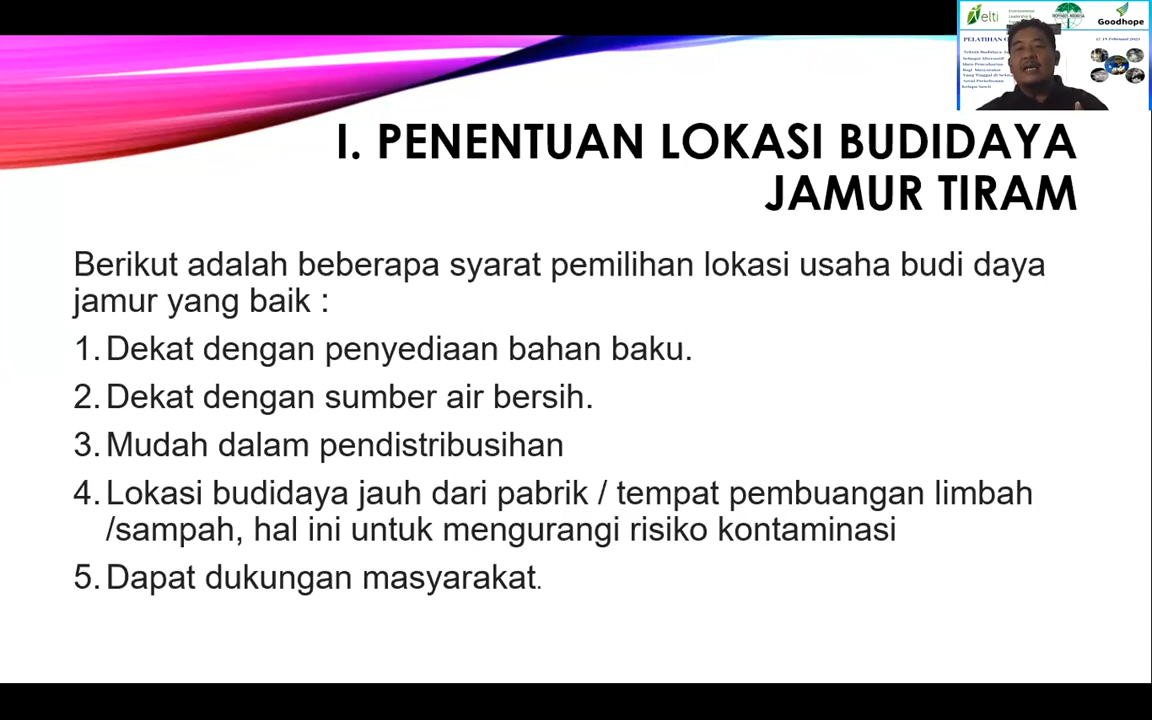 elti
Goodhope
I. PENENTUAN LOKASI BUDIDAYA
JAMUR TIRAM
Berikut adalah beberapa syarat pemilihan lokasi usaha budi daya
jamur yang baik :
1. Dekat dengan penyediaan bahan baku.
2. Dekat dengan sumber air bersih.
3. Mudah dalam pendistribusihan
4. Lokasi budidaya jauh dari pabrik / tempat pembuangan limbah
/sampah, hal ini untuk mengurangi risiko kontaminasi
5. Dapat dukungan masyarakat.